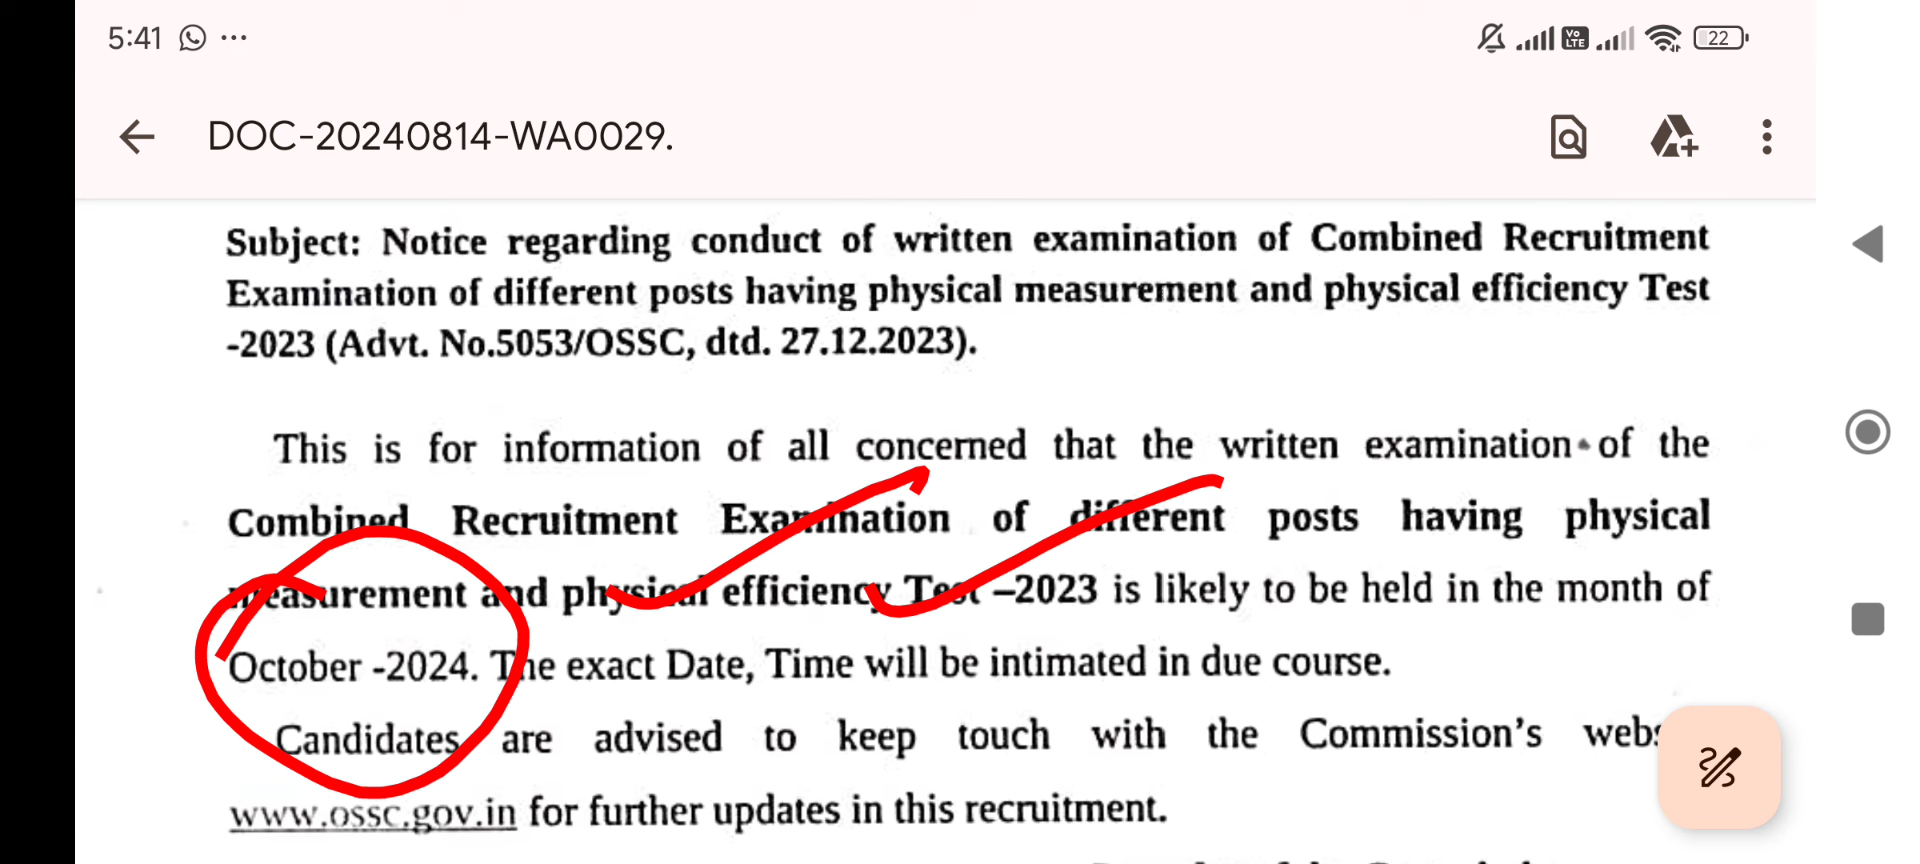 5:41
Vo LTE 22
DOC-20240814-WA0029.
Subject: Notice regarding conduct of written examination of Combined Recruitment
Examination of different posts having physical measurement and physical efficiency Test
-2023 (Advt. No.5053/OSSC, dtd. 27.12.2023).
This is for information of all concerned that the written examination of the
Combined Recruitment Examination of different posts having physical
measurement and physical efficiency Test –2023 is likely to be held in the month of
October -2024. The exact Date, Time will be intimated in due course.
Candidates are advised to keep touch with the Commission's
www.ossc.gov.in for further updates in this recruitment.